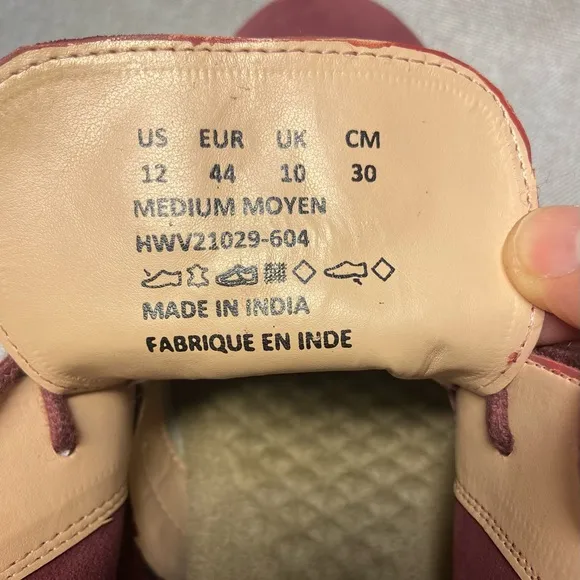 US EUR UK CM
12 44 10 30
MEDIUM MOYEN
HWV21029-604
MADE IN INDIA
FABRIQUE EN INDE